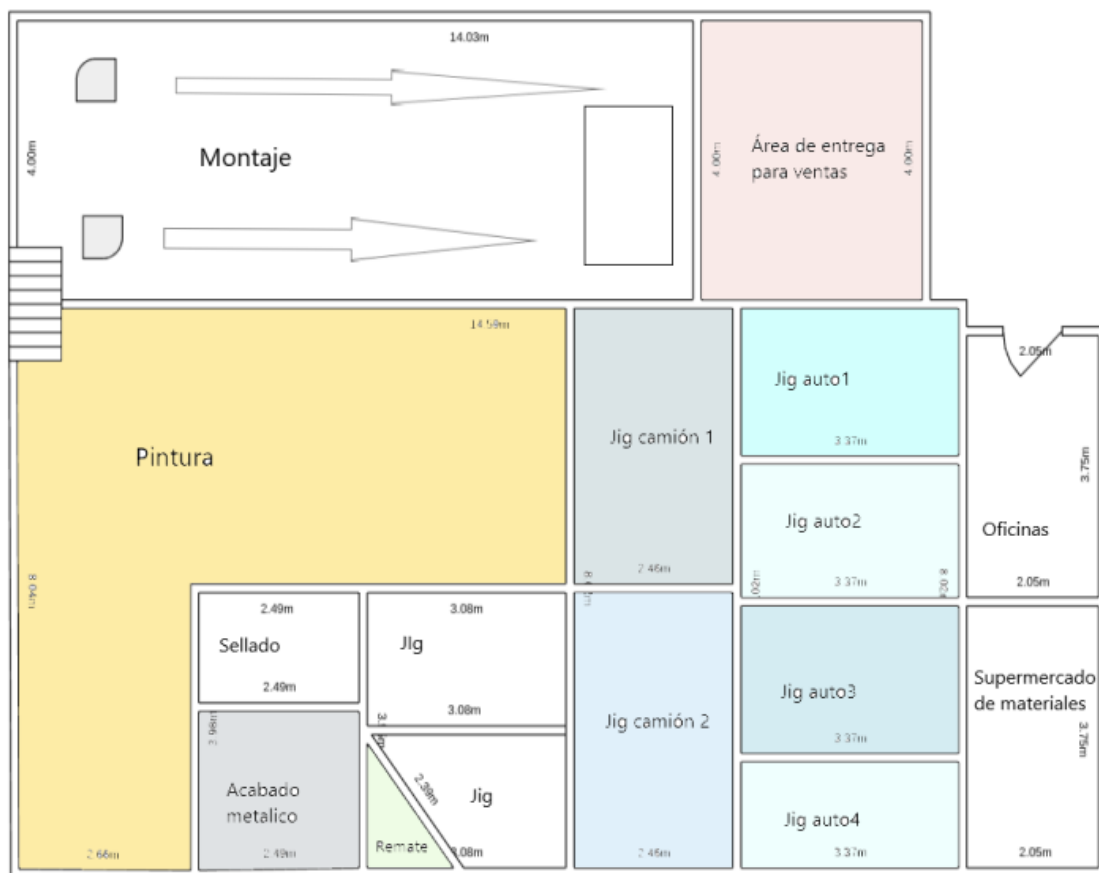 14.03m
4.00m
Montaje
Área de entrega
para ventas
4.00m
4.00m
14.59m
2.05m
Jig auto1
Jig camión 1
3.37m
Pintura
3.75m
Jig auto2
Oficinas
8.04m
2.46m
3.37m
2.05m
2.49m
3.08m
Sellado
JIg
2.49m
3.08m
Jig auto3
Supermercado
de materiales
Jig camión 2
3.37m
3.75m
Acabado
metalico
2.39m
Jig
Jig auto4
Remate
2.66m
2.49m
3.08m
2.46m
3.37m
2.05m